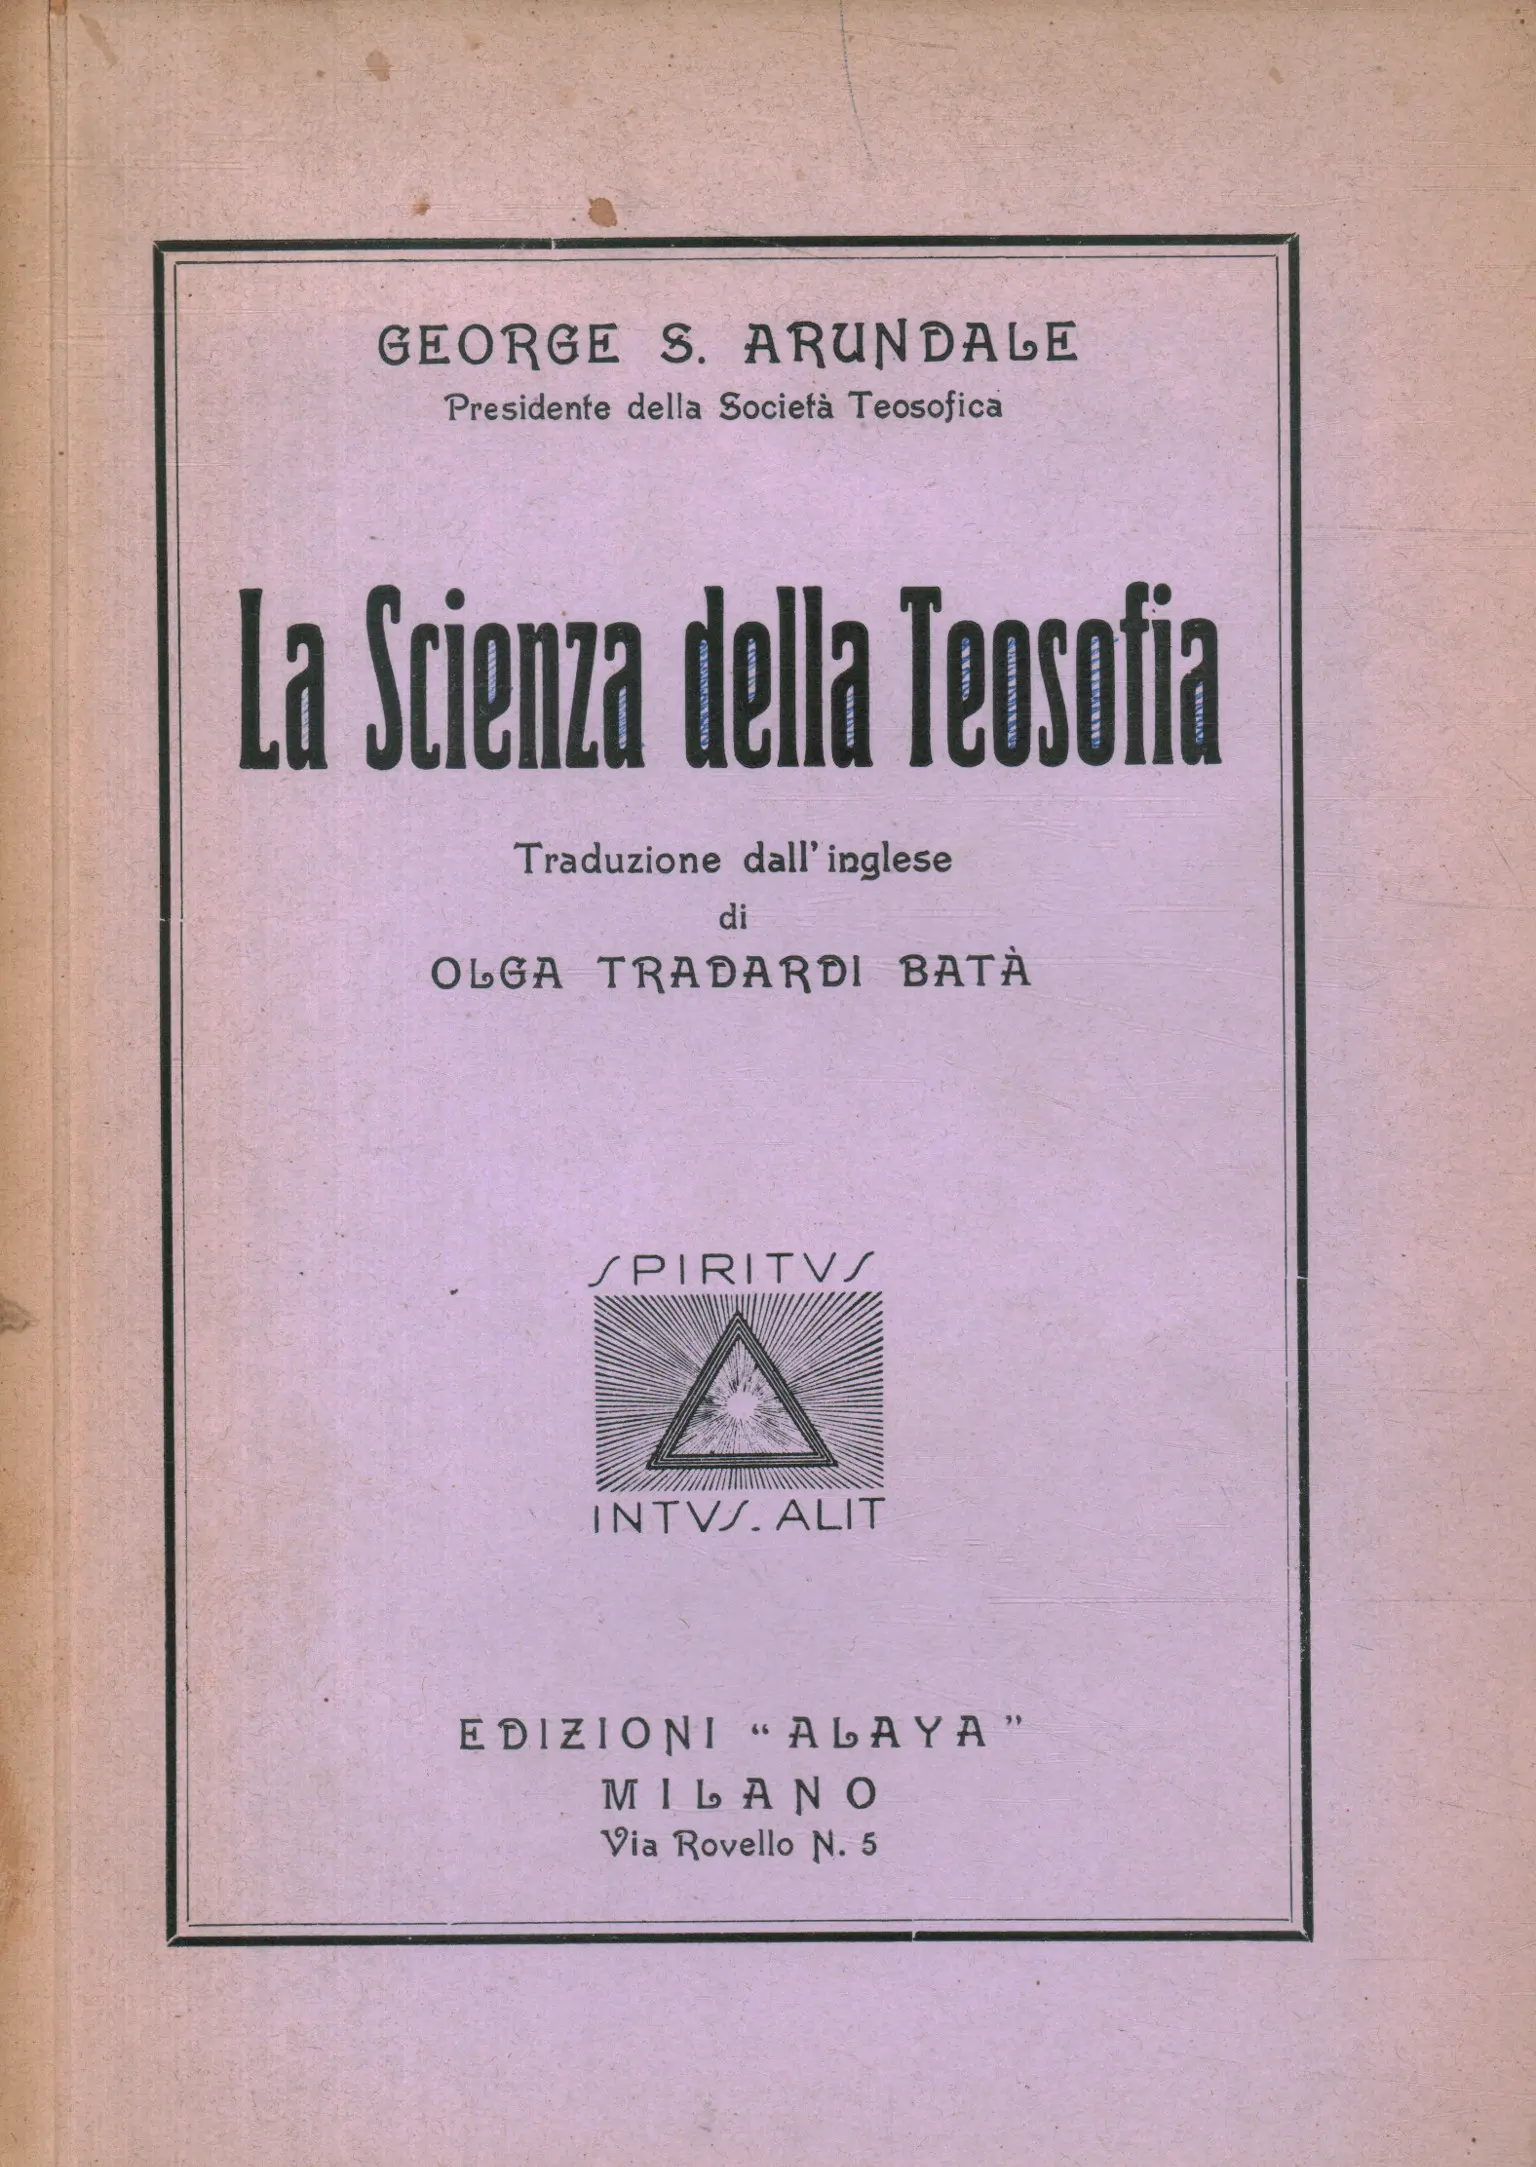 GEORGE S. ARUNDALE
Presidente della Società Teosofica
La Scienza della Teosofia
Traduzione dall' inglese
di
OLGA TRADARDI BATÀ
SPIRITVS
INTVS. ALIT
EDIZIONI "ALAYA"
MILANO
Via Rovello N. 5